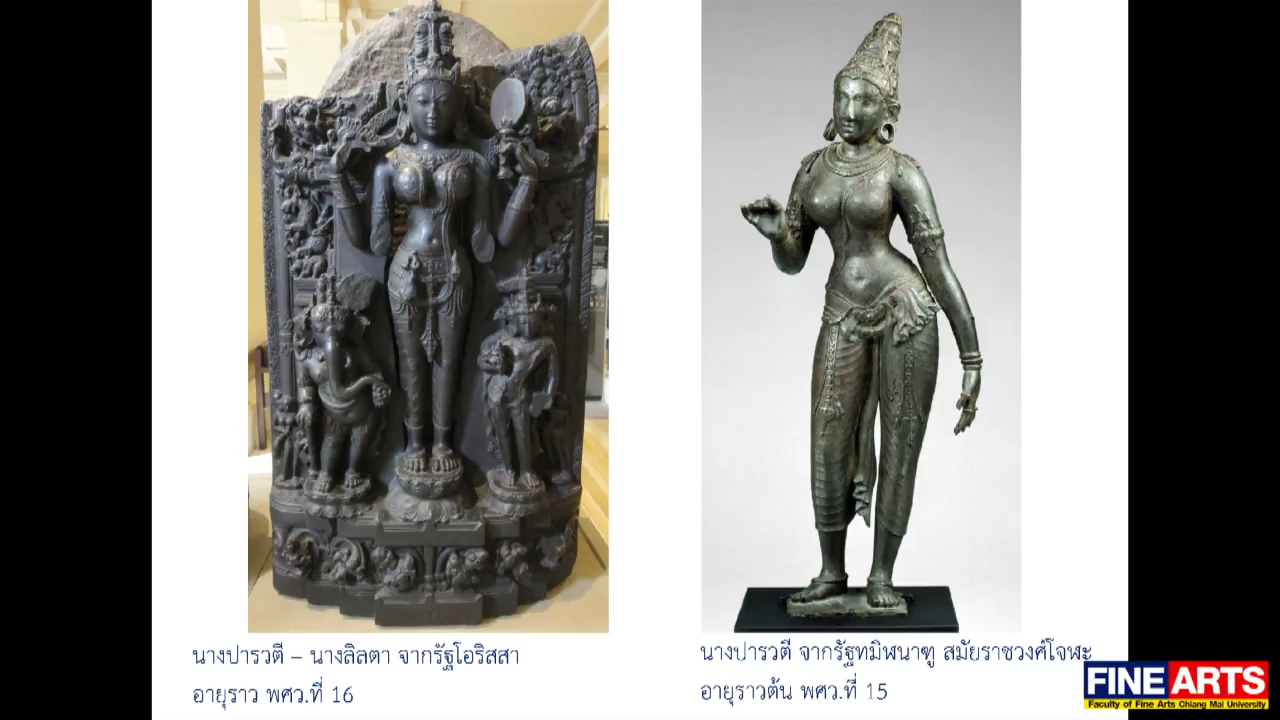 นางปารวตี – นางลิลตา จากรัฐโอริสสา
อายุราว พศว.ที่ 16
นางปารวตี จากรัฐทมิฬนาฑู สมัยราชวงศ์โจฬะ
อายุราวต้น พศว.ที่ 15
FINE ARTS
Faculty of Fine Arts Chiang Mai University